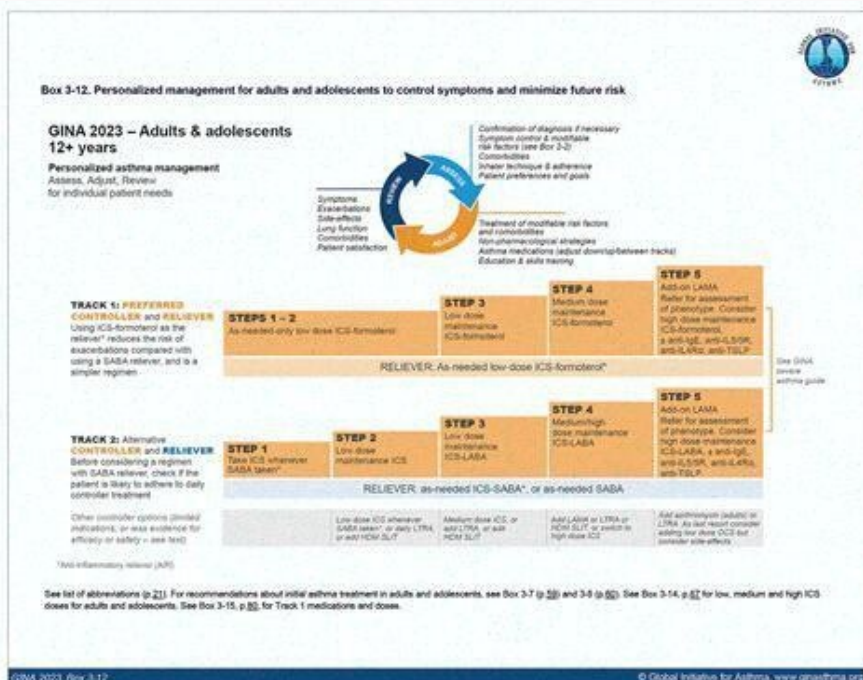 GLOBAL INITIATIVE FOR
ASTHMA
Box 3-12. Personalized management for adults and adolescents to control symptoms and minimize future risk
GINA 2023 – Adults & adolescents
12+ years
Personalized asthma management
Assess, Adjust, Review
for individual patient needs
Confirmation of diagnosis if necessary
Symptom control & modifiable
risk factors (see Box 2-2)
Comorbidities
Inhaler technique & adherence
Patient preferences and goals
REVIEW
ASSESS
ADJUST
Symptoms
Exacerbations
Side-effects
Lung function
Comorbidities
Patient satisfaction
Treatment of modifiable risk factors
and comorbidities
Non-pharmacological strategies
Asthma medications (adjust down/up/between tracks)
Education & skills training
TRACK 1: PREFERRED
CONTROLLER and RELIEVER
Using ICS-formoterol as the
reliever* reduces the risk of
exacerbations compared with
using a SABA reliever, and is a
simpler regimen
STEPS 1 – 2
As-needed-only low dose ICS-formoterol
STEP 3
Low dose
maintenance
ICS-formoterol
STEP 4
Medium dose
maintenance
ICS-formoterol
STEP 5
Add-on LAMA
Refer for assessment
of phenotype. Consider
high dose maintenance
ICS-formoterol,
± anti-IgE, anti-IL5/5R,
anti-IL4Rα, anti-TSLP
RELIEVER: As-needed low-dose ICS-formoterol*
See GINA
severe
asthma guide
TRACK 2: Alternative
CONTROLLER and RELIEVER
Before considering a regimen
with SABA reliever, check if the
patient is likely to adhere to daily
controller treatment
STEP 1
Take ICS whenever
SABA taken*
STEP 2
Low dose
maintenance ICS
STEP 3
Low dose
maintenance
ICS-LABA
STEP 4
Medium/high
dose maintenance
ICS-LABA
STEP 5
Add-on LAMA
Refer for assessment
of phenotype. Consider
high dose maintenance
ICS-LABA, ± anti-IgE,
anti-IL5/5R, anti-IL4Rα,
anti-TSLP
RELIEVER: as-needed ICS-SABA*, or as-needed SABA
Other controller options (limited
indications, or less evidence for
efficacy or safety – see text)
Low dose ICS whenever
SABA taken*, or daily LTRA,
or add HDM SLIT
Medium dose ICS, or
add LTRA, or add
HDM SLIT
Add LAMA or LTRA or
HDM SLIT, or switch to
high dose ICS
Add azithromycin (adults) or
LTRA. As last resort consider
adding low dose OCS but
consider side-effects
*Anti-inflammatory reliever (AIR)
See list of abbreviations (p.21). For recommendations about initial asthma treatment in adults and adolescents, see Box 3-7 (p.59) and 3-8 (p.60). See Box 3-14, p.67 for low, medium and high ICS
doses for adults and adolescents. See Box 3-15, p.80, for Track 1 medications and doses.
GINA 2023, Box 3-12
© Global Initiative for Asthma, www.ginasthma.org